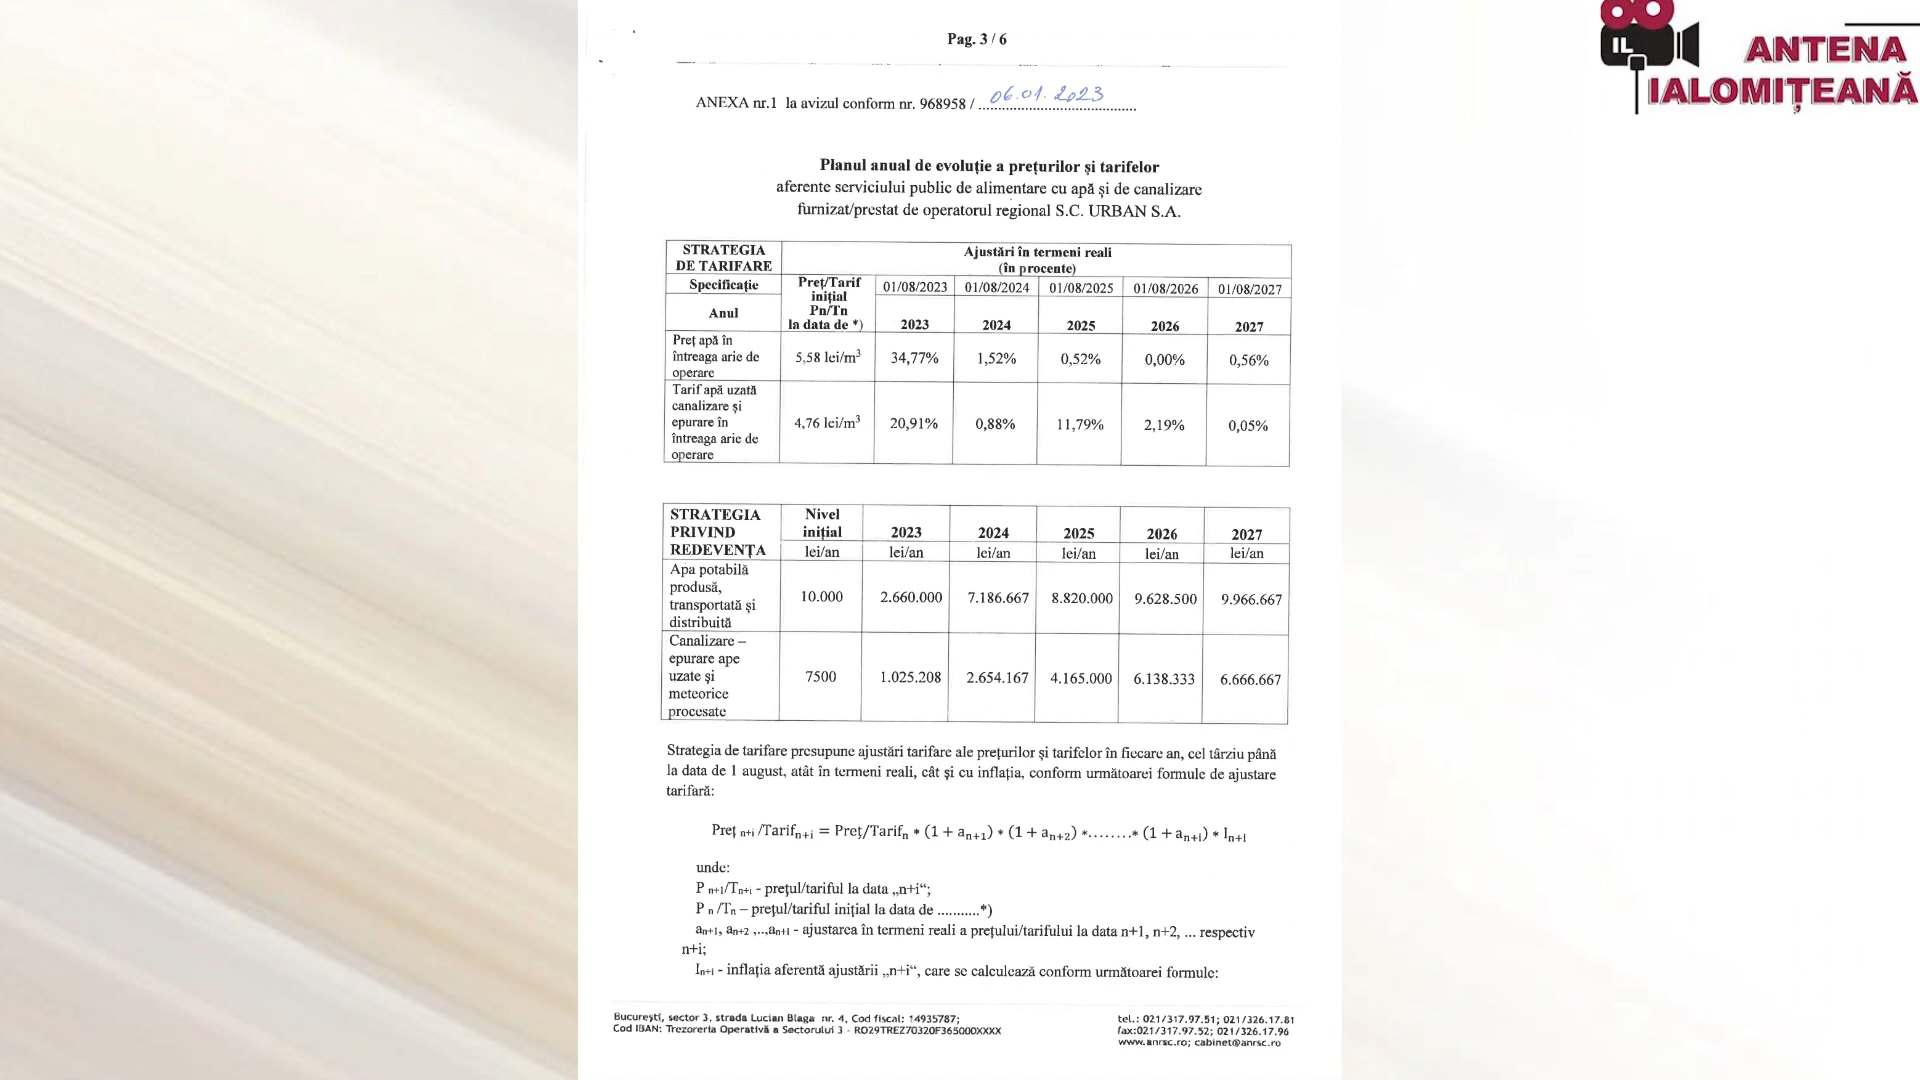 Pag. 3 / 6
ANEXA nr.1 la avizul conform nr. 968958 / 06.01.2023
Planul anual de evoluție a prețurilor și tarifelor
aferente serviciului public de alimentare cu apă și de canalizare
furnizat/prestat de operatorul regional S.C. URBAN S.A.
STRATEGIA DE TARIFARE
Ajustări în termeni reali
(în procente)
Specificație
Anul
Preț/Tarif inițial Pn/Tn la data de *)
01/08/2023 01/08/2024 01/08/2025 01/08/2026 01/08/2027
2023 2024 2025 2026 2027
Preț apă în întreaga arie de operare 5,58 lei/m³ 34,77% 1,52% 0,52% 0,00% 0,56%
Tarif apă uzată canalizare și epurare în întreaga arie de operare 4,76 lei/m³ 20,91% 0,88% 11,79% 2,19% 0,05%
STRATEGIA PRIVIND REDEVENȚA
Nivel inițial 2023 2024 2025 2026 2027
lei/an lei/an lei/an lei/an lei/an lei/an
Apa potabilă produsă, transportată și distribuită 10.000 2.660.000 7.186.667 8.820.000 9.628.500 9.966.667
Canalizare – epurare ape uzate și meteorice procesate 7500 1.025.208 2.654.167 4.165.000 6.138.333 6.666.667
Strategia de tarifare presupune ajustări tarifare ale prețurilor și tarifelor în fiecare an, cel târziu până
la data de 1 august, atât în termeni reali, cât și cu inflația, conform următoarei formule de ajustare
tarifară:
Preț n+i /Tarif n+i = Preț/Tarif n * (1 + a n+1) * (1 + a n+2) *........* (1 + a n+i) * I n+i
unde:
P n+i/T n+i - prețul/tariful la data „n+i“;
P n /T n – prețul/tariful inițial la data de ...........*)
a n+1, a n+2 ,..,a n+i - ajustarea în termeni reali a prețului/tarifului la data n+1, n+2, ... respectiv
n+i;
I n+i - inflația aferentă ajustării „n+i“, care se calculează conform următoarei formule:
București, sector 3, strada Lucian Blaga nr. 4, Cod fiscal: 14935787;
Cod IBAN: Trezoreria Operativă a Sectorului 3 - RO29TREZ70320F365000XXXX
tel.: 021/317.97.51; 021/326.17.81
fax:021/317.97.52; 021/326.17.96
www.anrsc.ro; cabinet@anrsc.ro
IL
ANTENA
IALOMIȚEANĂ